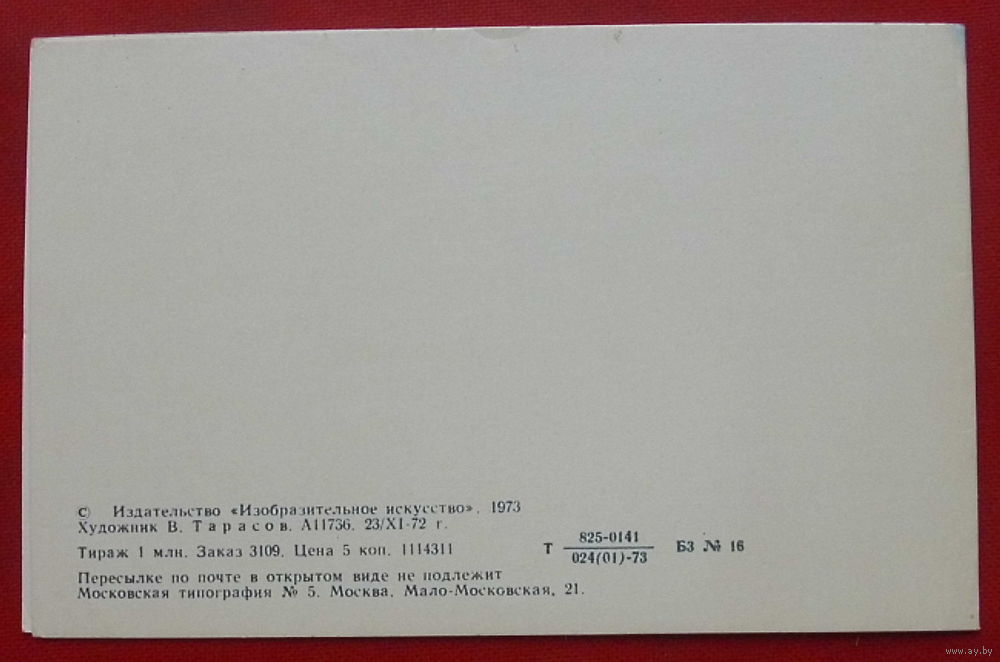 © Издательство «Изобразительное искусство». 1973
Художник В. Тарасов. А11736. 23/XI-72 г.
Тираж 1 млн. Заказ 3109. Цена 5 коп. 1114311
Т 825-0141 БЗ № 16
024(01)-73
Пересылке по почте в открытом виде не подлежит
Московская типография № 5. Москва, Мало-Московская, 21.
www.ay.by